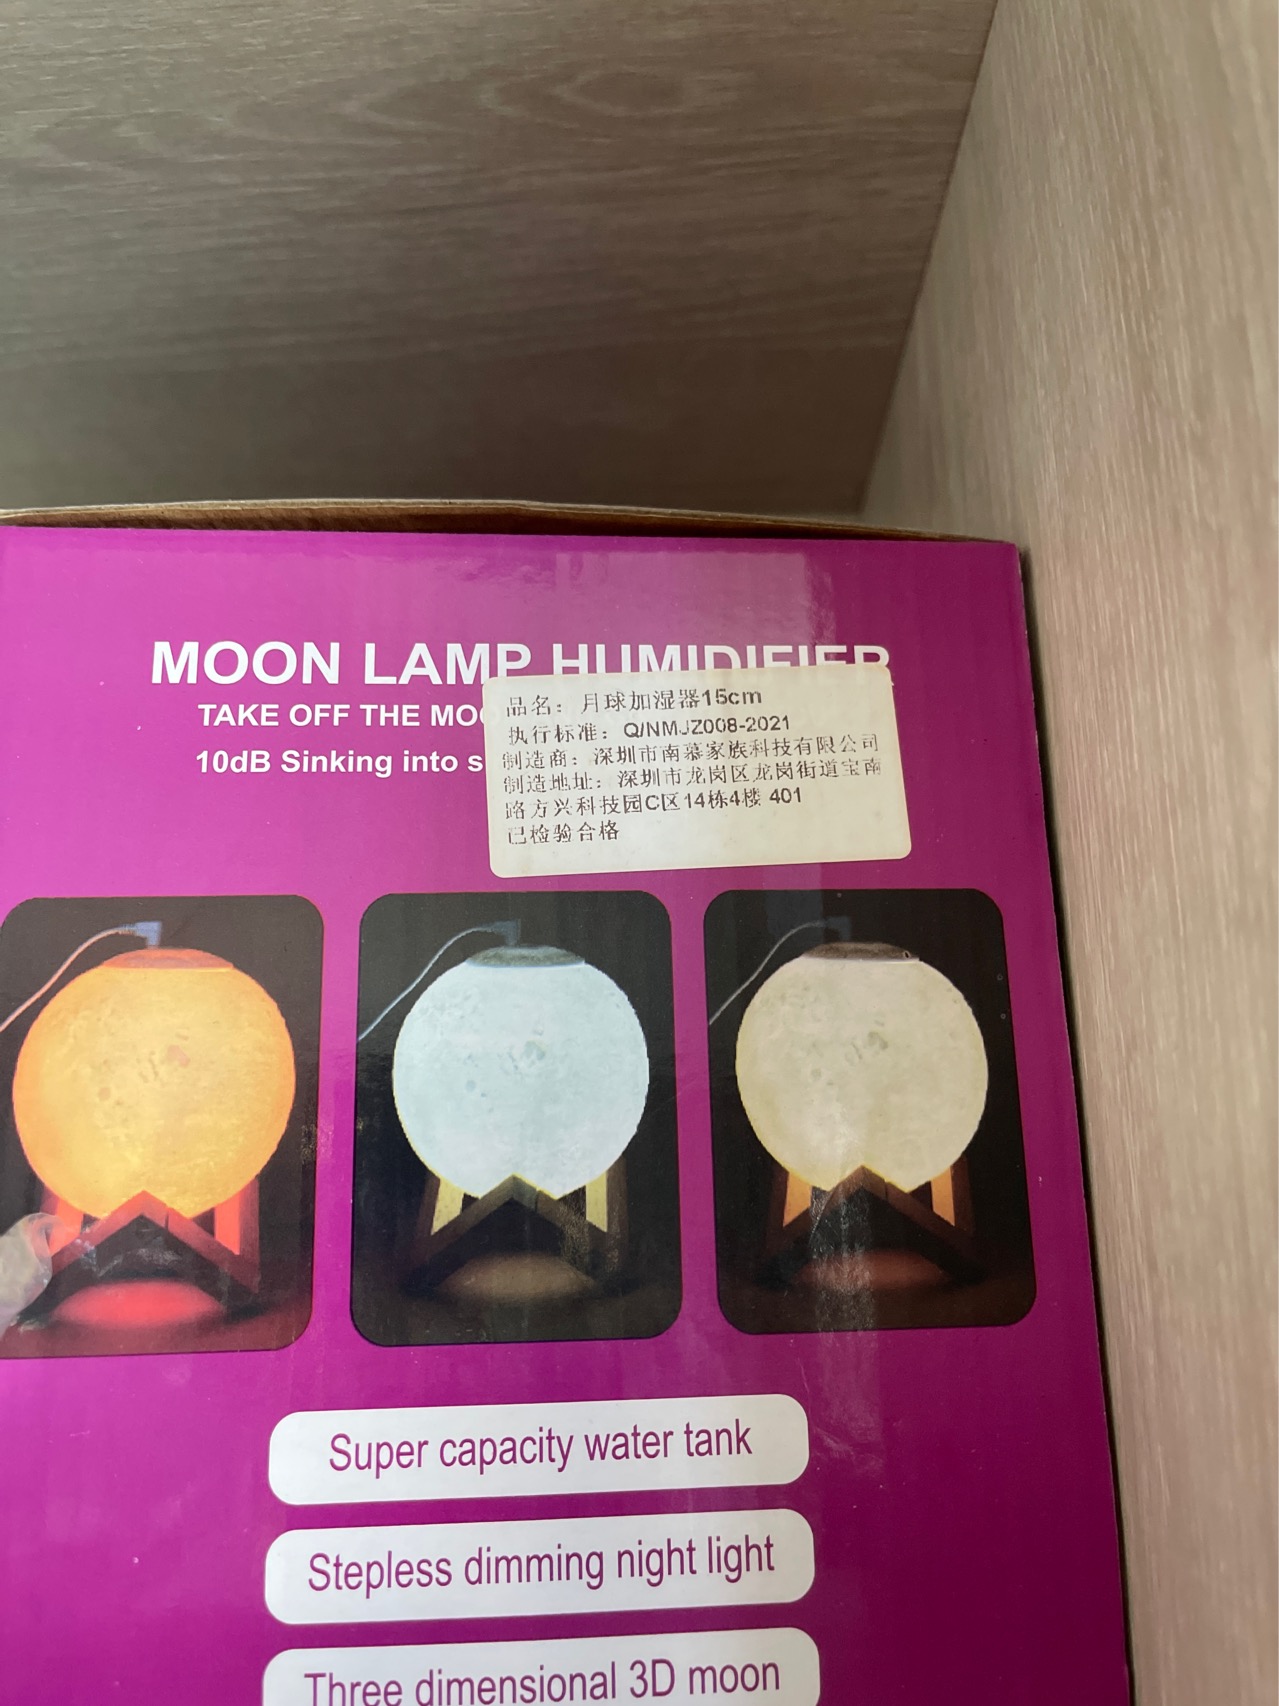 MOON LAMP HUMIDIFIER
TAKE OFF THE
10dB Sinking into
品名：月球加湿器15cm
执行标准：Q/NMJZ008-2021
制造商：深圳市南慕家族科技有限公司
制造地址：深圳市龙岗区龙岗街道宝南
路方兴科技园C区14栋4楼 401
已检验合格
Super capacity water tank
Stepless dimming night light
Three dimensional 3D moon